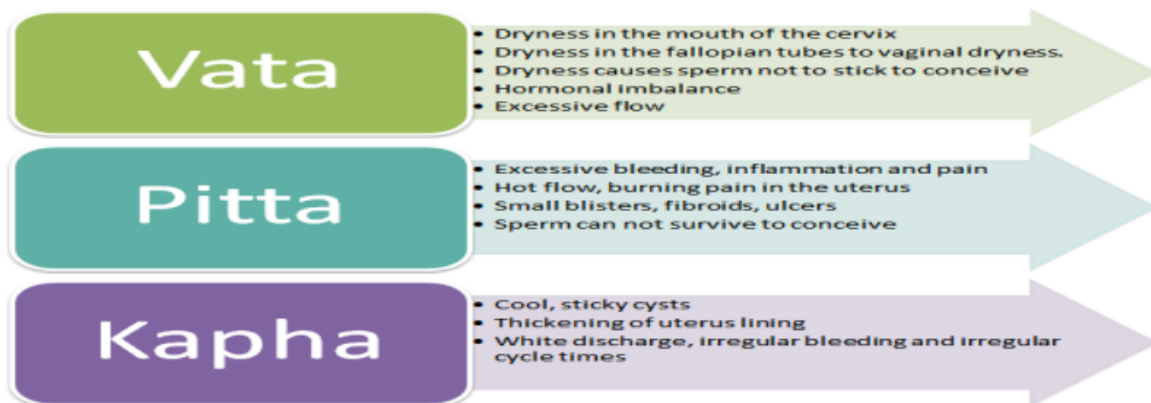 Vata
• Dryness in the mouth of the cervix
• Dryness in the fallopian tubes to vaginal dryness.
• Dryness causes sperm not to stick to conceive
• Hormonal imbalance
• Excessive flow
Pitta
• Excessive bleeding, inflammation and pain
• Hot flow, burning pain in the uterus
• Small blisters, fibroids, ulcers
• Sperm can not survive to conceive
Kapha
• Cool, sticky cysts
• Thickening of uterus lining
• White discharge, irregular bleeding and irregular
cycle times